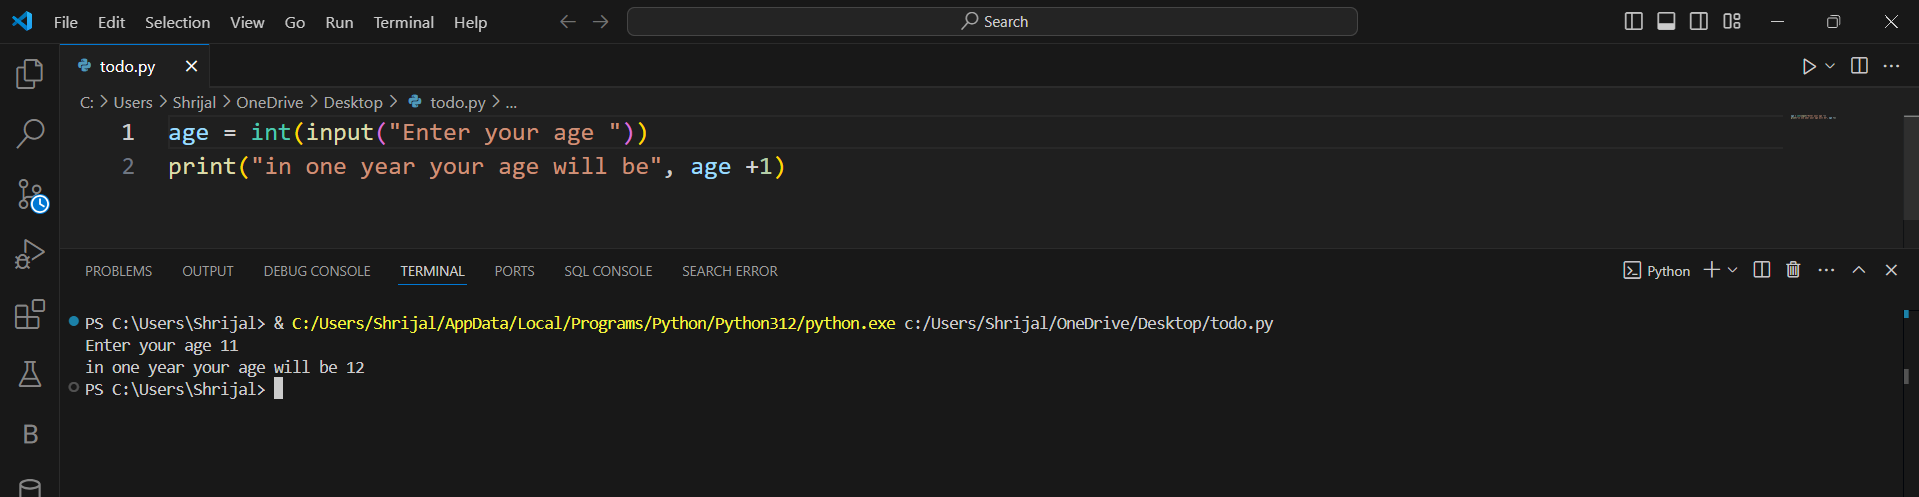 File Edit Selection View Go Run Terminal Help Search
todo.py
C: > Users > Shrijal > OneDrive > Desktop > todo.py > ...
1 age = int(input("Enter your age "))
2 print("in one year your age will be", age +1)
PROBLEMS OUTPUT DEBUG CONSOLE TERMINAL PORTS SQL CONSOLE SEARCH ERROR Python
PS C:\Users\Shrijal> & C:/Users/Shrijal/AppData/Local/Programs/Python/Python312/python.exe c:/Users/Shrijal/OneDrive/Desktop/todo.py
Enter your age 11
in one year your age will be 12
PS C:\Users\Shrijal>
B